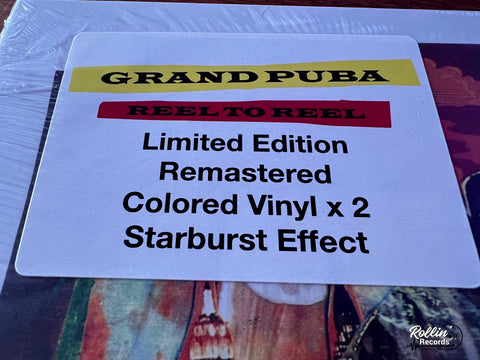 GRAND PUBA
REEL TO REEL
Limited Edition
Remastered
Colored Vinyl x 2
Starburst Effect
Rollin'
Records